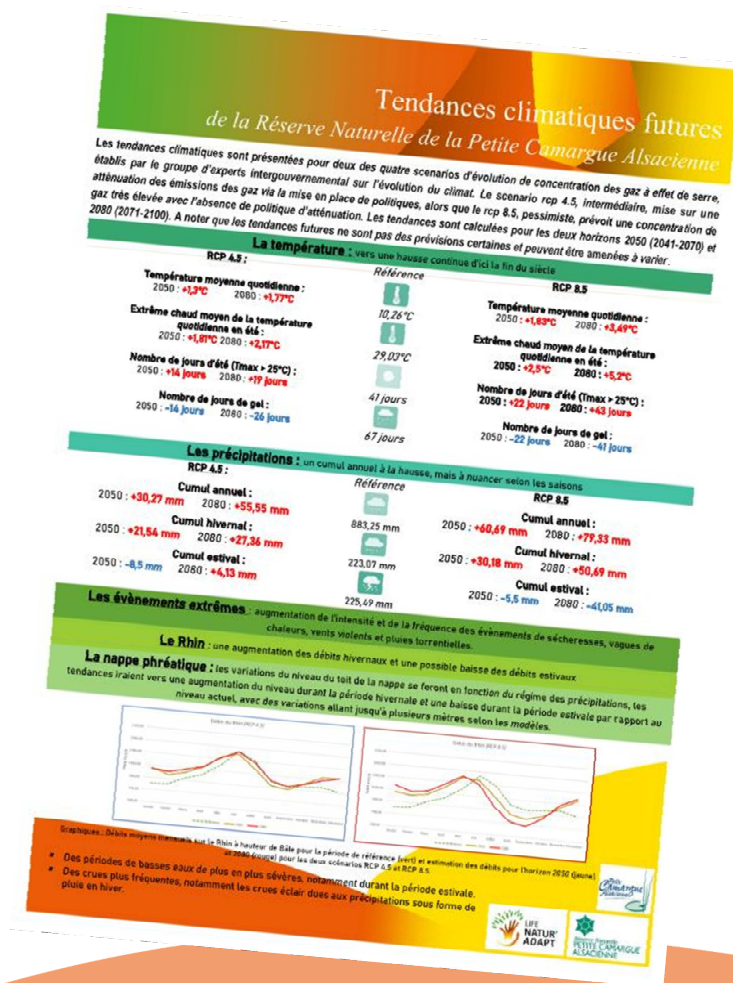 Tendances climatiques futures
de la Réserve Naturelle de la Petite Camargue Alsacienne
Les tendances climatiques sont présentées pour deux des quatre scenarios d'évolution de concentration des gaz à effet de serre,
établis par le groupe d'experts intergouvernemental sur l'évolution du climat. Le scenario rcp 4.5, intermédiaire, mise sur une
atténuation des émissions des gaz via la mise en place de politiques, alors que le rcp 8.5, pessimiste, prévoit une concentration de
gaz très élevée avec l'absence de politique d'atténuation. Les tendances sont calculées pour les deux horizons 2050 (2041-2070) et
2080 (2071-2100). A noter que les tendances futures ne sont pas des prévisions certaines et peuvent être amenées à varier.
La température : vers une hausse continue d'ici la fin du siècle
RCP 4.5 :
Température moyenne quotidienne :
2050 : +1,3°C 2080 : +1,77°C
Extrême chaud moyen de la température
quotidienne en été :
2050 : +1,81°C 2080 : +2,17°C
Nombre de jours d'été (Tmax > 25°C) :
2050 : +14 jours 2080 : +19 jours
Nombre de jours de gel :
2050 : -14 jours 2080 : -26 jours
Référence
10,26°C
29,03°C
41 jours
67 jours
RCP 8.5
Température moyenne quotidienne :
2050 : +1,83°C 2080 : +3,49°C
Extrême chaud moyen de la température
quotidienne en été :
2050 : +2,5°C 2080 : +5,2°C
Nombre de jours d'été (Tmax > 25°C) :
2050 : +22 jours 2080 : +43 jours
Nombre de jours de gel :
2050 : -22 jours 2080 : -41 jours
Les précipitations : un cumul annuel à la hausse, mais à nuancer selon les saisons
RCP 4.5 :
Cumul annuel :
2050 : +30,27 mm 2080 : +55,55 mm
Cumul hivernal :
2050 : +21,54 mm 2080 : +27,36 mm
Cumul estival :
2050 : -8,5 mm 2080 : +4,13 mm
Référence
883,25 mm
223,07 mm
225,49 mm
RCP 8.5
Cumul annuel :
2050 : +60,69 mm 2080 : +79,33 mm
Cumul hivernal :
2050 : +30,18 mm 2080 : +50,69 mm
Cumul estival :
2050 : -5,5 mm 2080 : -41,05 mm
Les évènements extrêmes : augmentation de l'intensité et de la fréquence des évènements de sécheresses, vagues de
chaleurs, vents violents et pluies torrentielles.
Le Rhin : une augmentation des débits hivernaux et une possible baisse des débits estivaux
La nappe phréatique : les variations du niveau du toit de la nappe se feront en fonction du régime des précipitations, les
tendances iraient vers une augmentation du niveau durant la période hivernale et une baisse durant la période estivale par rapport au
niveau actuel, avec des variations allant jusqu'à plusieurs mètres selon les modèles.
Débit du Rhin (RCP 4.5)
Débit du Rhin (RCP 8.5)
Graphiques : Débits moyens mensuels sur le Rhin à hauteur de Bâle pour la période de référence (vert) et estimation des débits pour l'horizon 2050 (jaune)
et 2080 (rouge) pour les deux scénarios RCP 4.5 et RCP 8.5.
Des périodes de basses eaux de plus en plus sévères, notamment durant la période estivale.
Des crues plus fréquentes, notamment les crues éclair dues aux précipitations sous forme de
pluie en hiver.
Petite
Camargue
Alsacienne
LIFE
NATUR'
ADAPT
PETITE CAMARGUE
ALSACIENNE